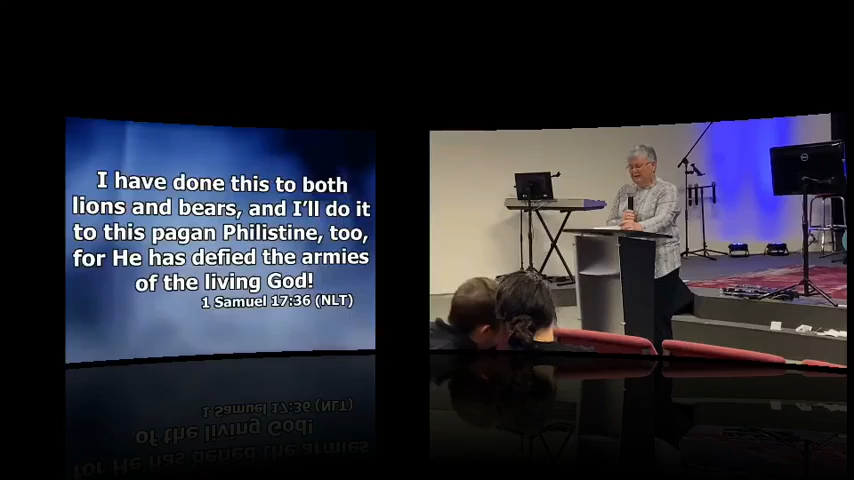 I have done this to both
lions and bears, and I'll do it
to this pagan Philistine, too,
for He has defied the armies
of the living God!
1 Samuel 17:36 (NLT)